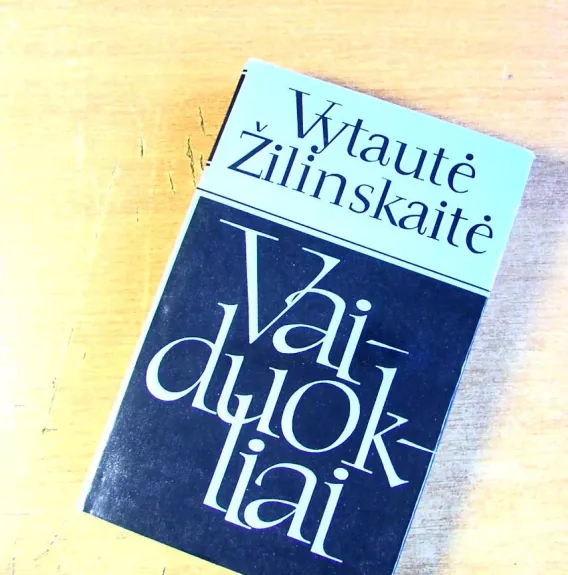 Vytautė
Žilinskaitė
Vai-
duok-
liai